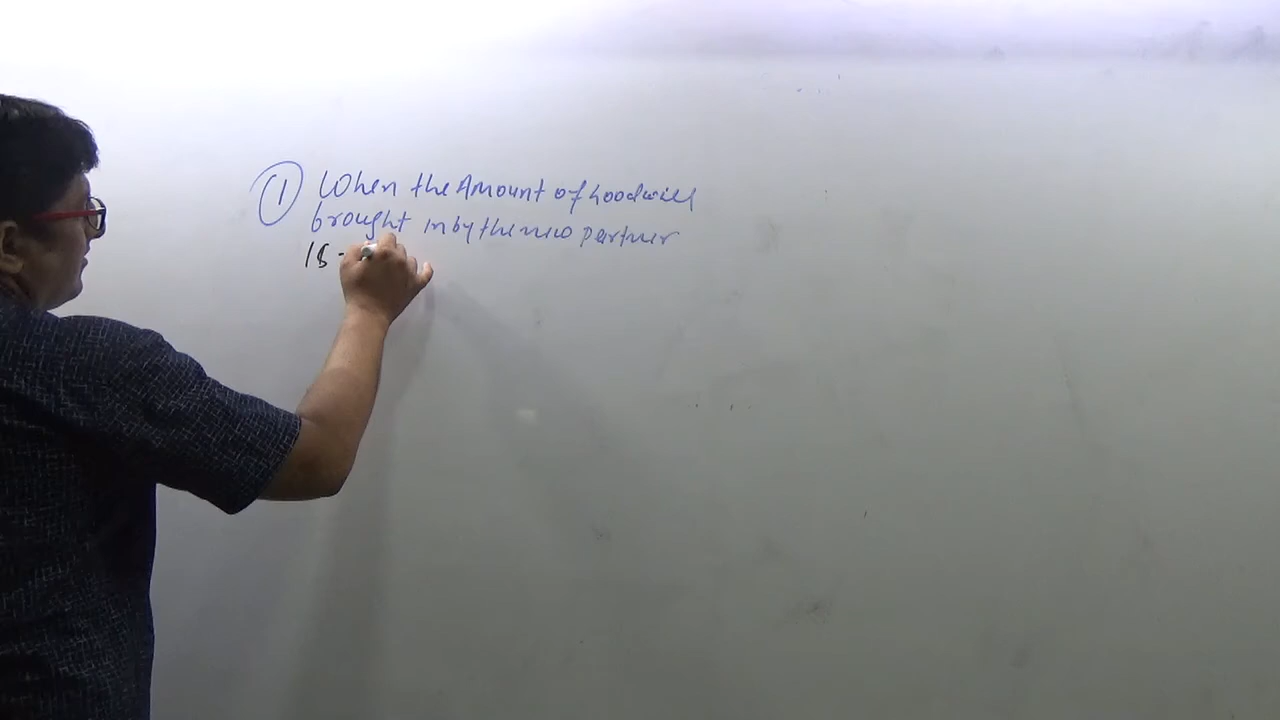 ① When the Amount of Goodwill
brought in by the new partner
is